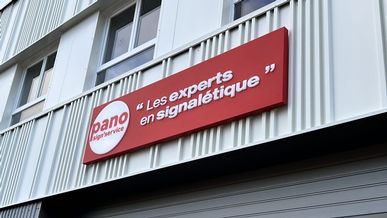 pano
sign'service
“ Les experts
en signalétique ”